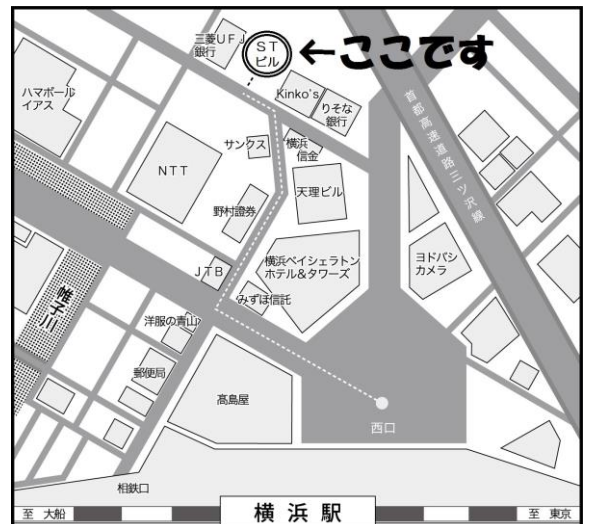 三菱UFJ
銀行
ST
ビル
←ここです
ハマボール
イアス
Kinko's
りそな
銀行
首都高速道路三ツ沢線
サンクス
横浜
信金
NTT
天理ビル
野村證券
横浜ベイシェラトン
ホテル&タワーズ
ヨドバシ
カメラ
JTB
みずほ信託
帷子川
洋服の青山
郵便局
髙島屋
西口
相鉄口
至 大船
横浜駅
至 東京